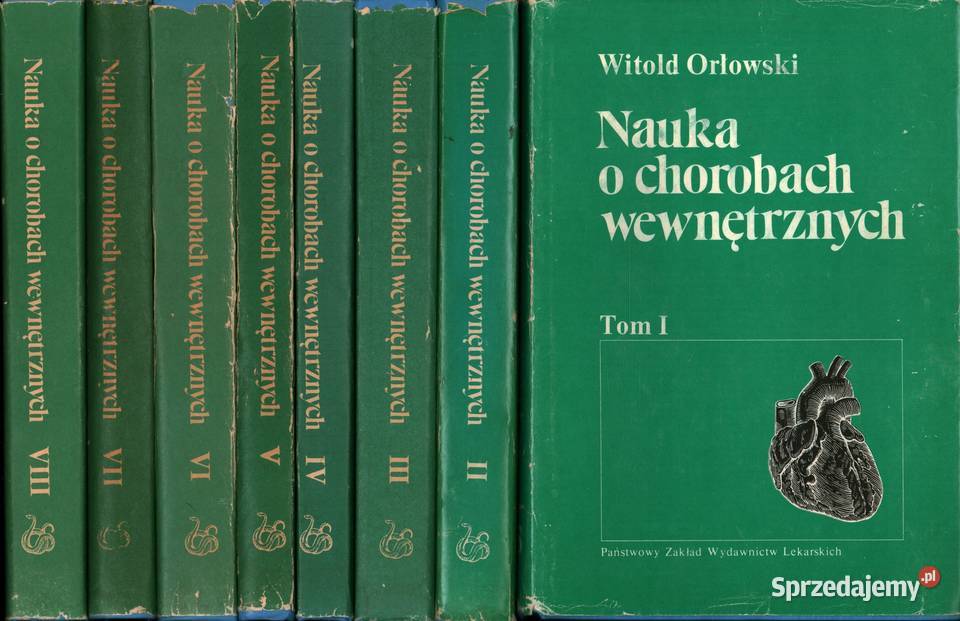 Nauka o chorobach wewnętrznych VIII
Nauka o chorobach wewnętrznych VII
Nauka o chorobach wewnętrznych VI
Nauka o chorobach wewnętrznych V
Nauka o chorobach wewnętrznych IV
Nauka o chorobach wewnętrznych III
Nauka o chorobach wewnętrznych II
Witold Orłowski
Nauka
o chorobach
wewnętrznych
Tom I
Państwowy Zakład Wydawnictw Lekarskich
Sprzedajemy.pl